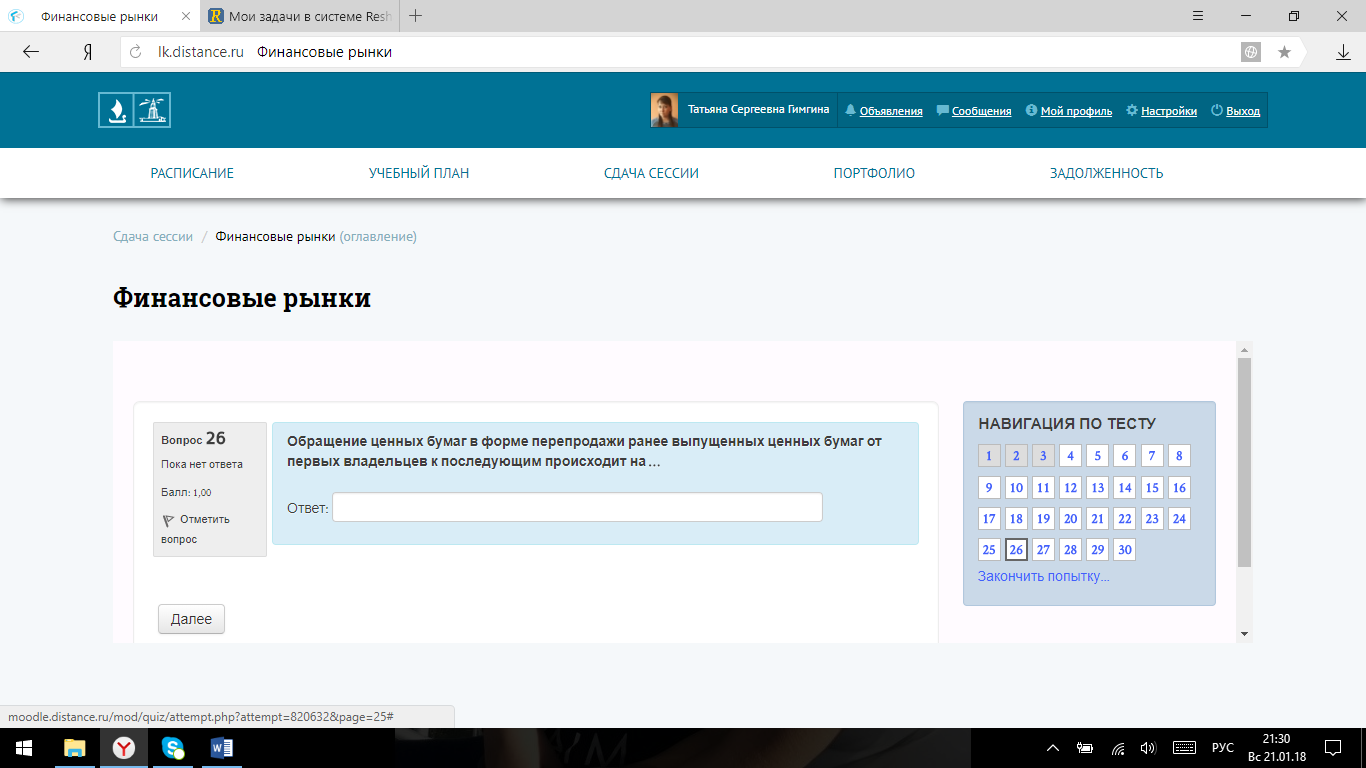 Финансовые рынки
Мои задачи в системе Resh
lk.distance.ru Финансовые рынки
Татьяна Сергеевна Гимгина Объявления Сообщения Мой профиль Настройки Выход
РАСПИСАНИЕ УЧЕБНЫЙ ПЛАН СДАЧА СЕССИИ ПОРТФОЛИО ЗАДОЛЖЕННОСТЬ
Сдача сессии / Финансовые рынки (оглавление)
Финансовые рынки
Вопрос 26
Пока нет ответа
Балл: 1,00
Отметить
вопрос
Обращение ценных бумаг в форме перепродажи ранее выпущенных ценных бумаг от
первых владельцев к последующим происходит на ...
Ответ:
Далее
НАВИГАЦИЯ ПО ТЕСТУ
1 2 3 4 5 6 7 8
9 10 11 12 13 14 15 16
17 18 19 20 21 22 23 24
25 26 27 28 29 30
Закончить попытку...
moodle.distance.ru/mod/quiz/attempt.php?attempt=820632&page=25#
РУС
21:30
Вс 21.01.18